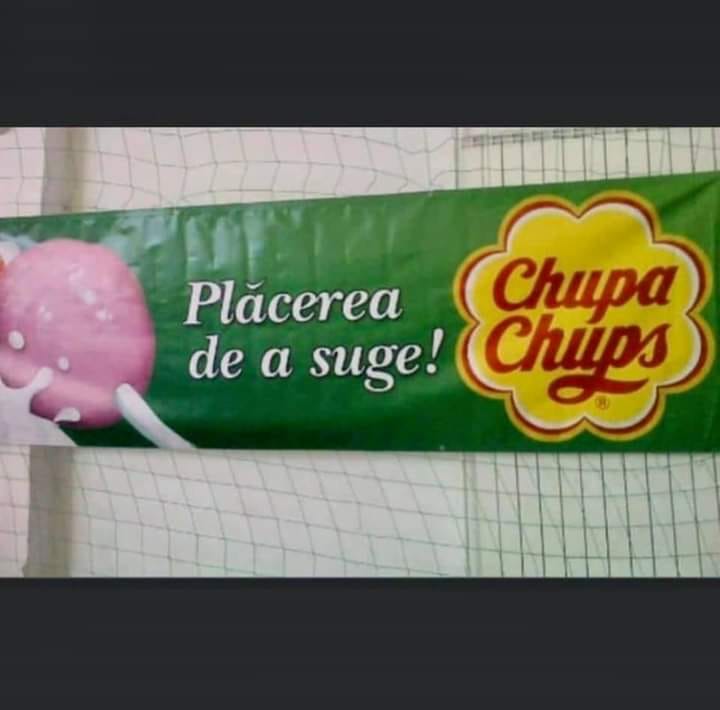 Plăcerea
de a suge!
Chupa
Chups
®